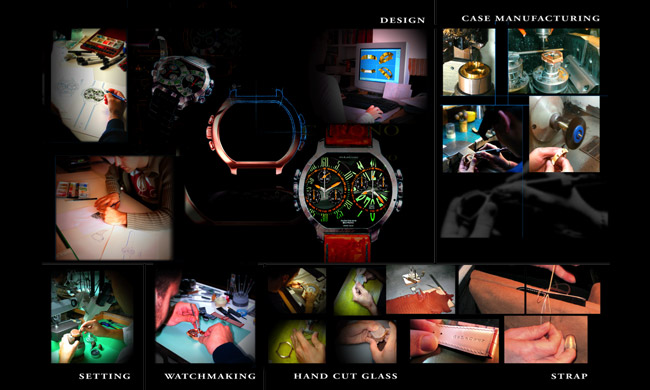 DESIGN
CASE MANUFACTURING
SETTING
WATCHMAKING
HAND CUT GLASS
STRAP